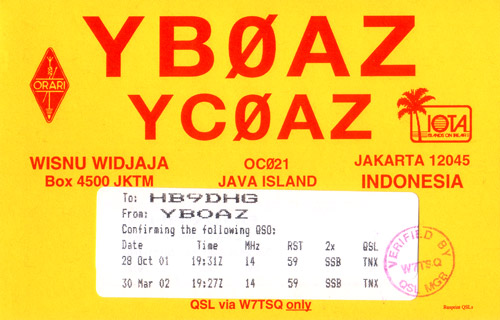 YBØAZ
YCØAZ
ORARI
IOTA
ISLANDS ON THE AIR
WISNU WIDJAJA
Box 4500 JKTM
OCØ21
JAVA ISLAND
JAKARTA 12045
INDONESIA
To: HB9DHG
From: YB0AZ
Confirming the following QSO:
Date Time MHz RST 2x QSL
28 Oct 01 19:31Z 14 59 SSB TNX
30 Mar 02 19:27Z 14 59 SSB TNX
VERIFIED BY
W7TSQ
QSL MGR
QSL via W7TSQ only